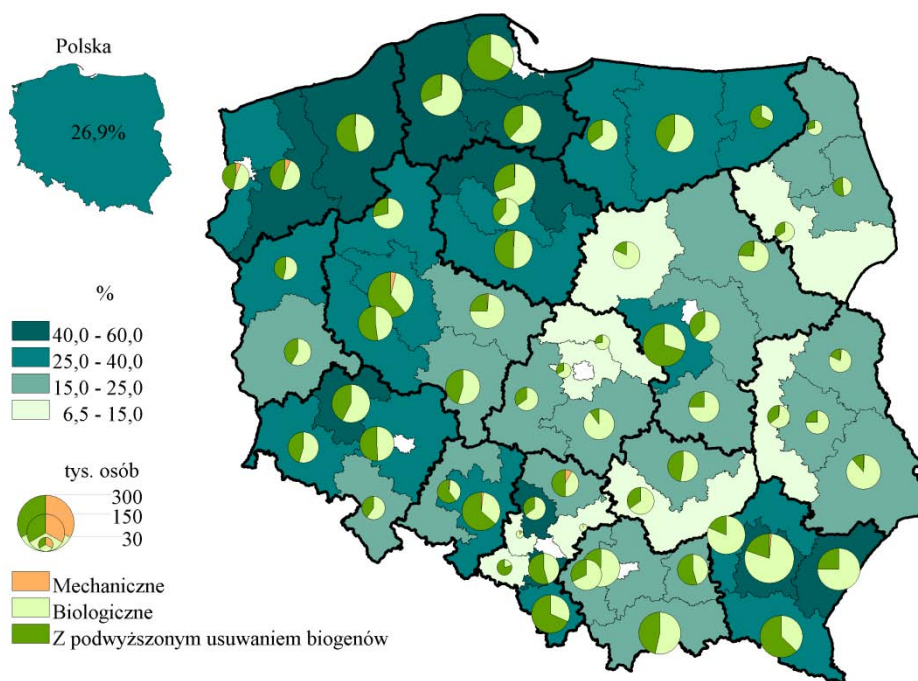 Polska
26,9%
%
40,0 - 60,0
25,0 - 40,0
15,0 - 25,0
6,5 - 15,0
tys. osób
300
150
30
Mechaniczne
Biologiczne
Z podwyższonym usuwaniem biogenów